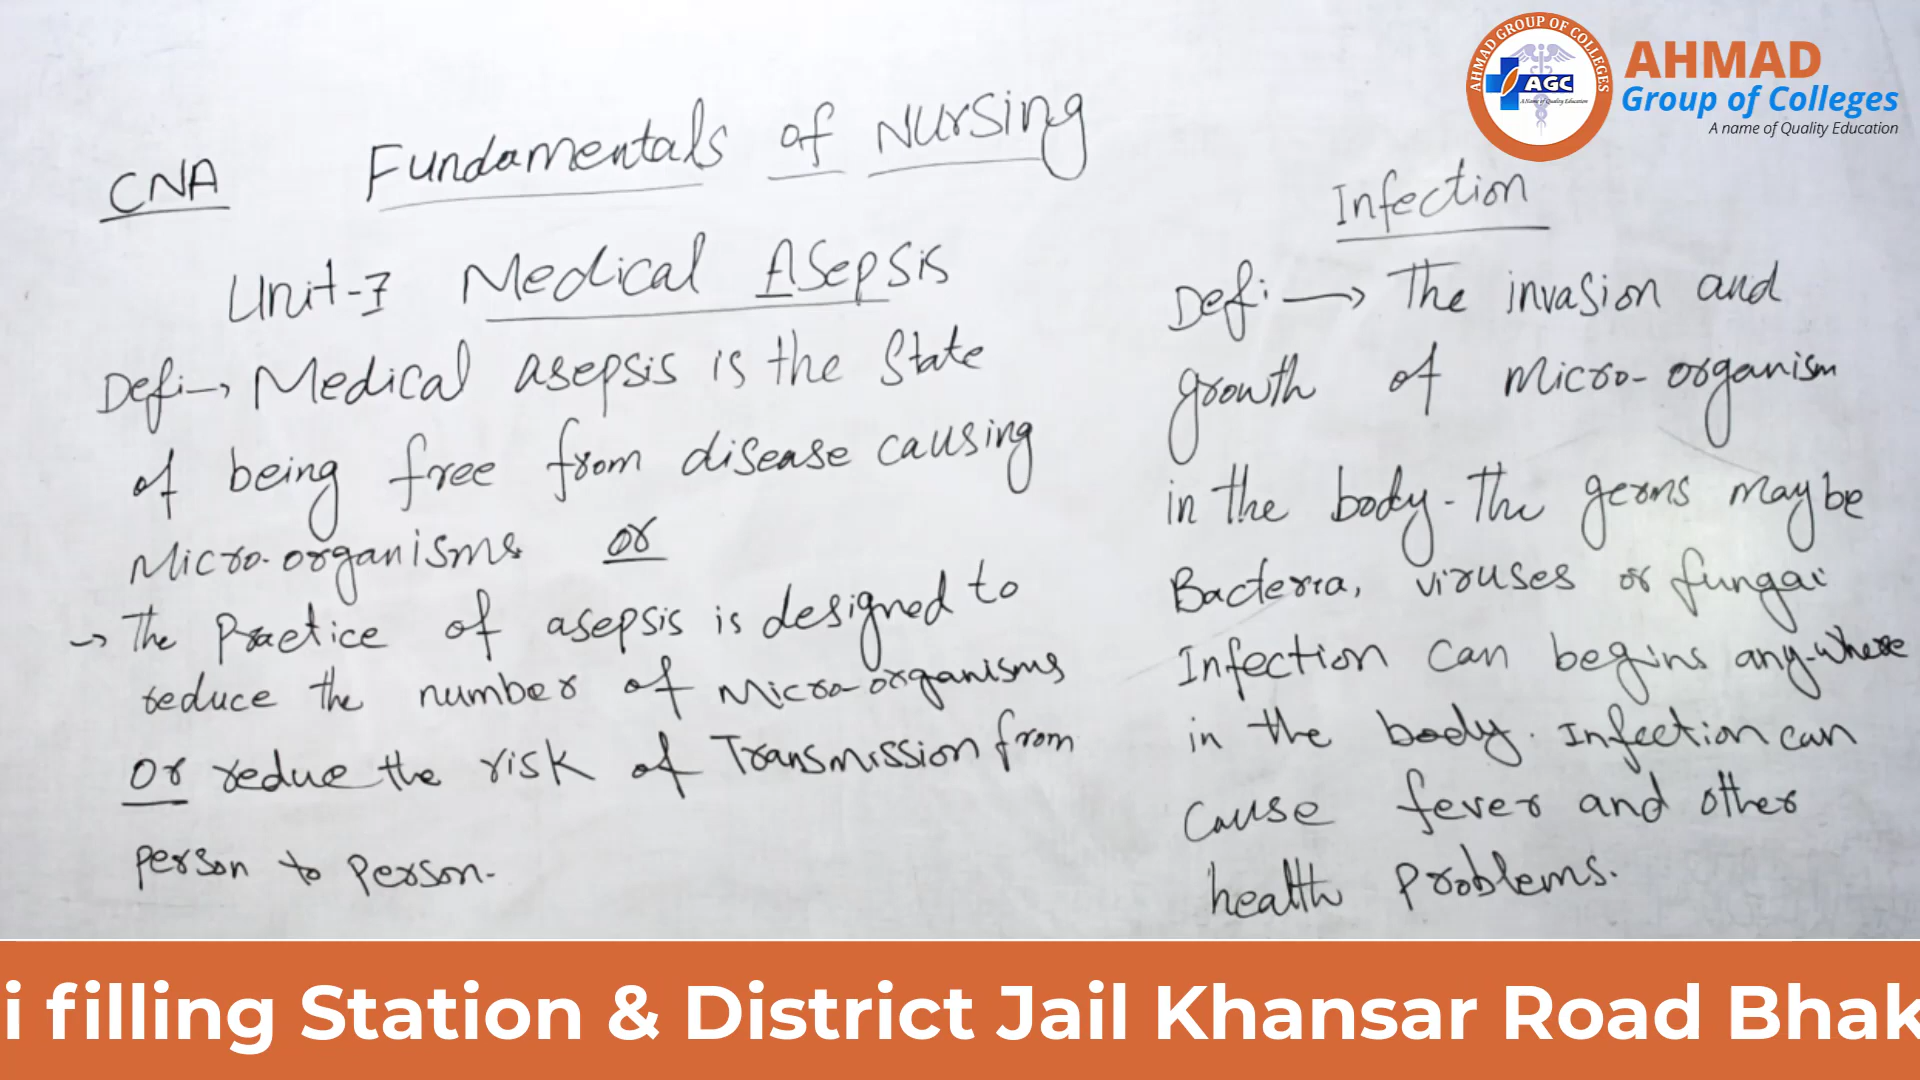 AHMAD GROUP OF COLLEGES
AGC
A Name of Quality Education
AHMAD
Group of Colleges
A name of Quality Education
CNA Fundamentals of Nursing
Unit-7 Medical Asepsis
Defi→ Medical asepsis is the State
of being free from disease causing
Micro-organisms or
→ The Practice of asepsis is designed to
reduce the number of Micro-organisms
or reduce the risk of Transmission from
person to Person-
Infection
Defi → The invasion and
growth of Micro-organism
in the body- The germs may be
Bacteria, viruses or fungai
Infection can begins any-where
in the body. Infection can
cause fever and other
health Problems.
i filling Station & District Jail Khansar Road Bhak